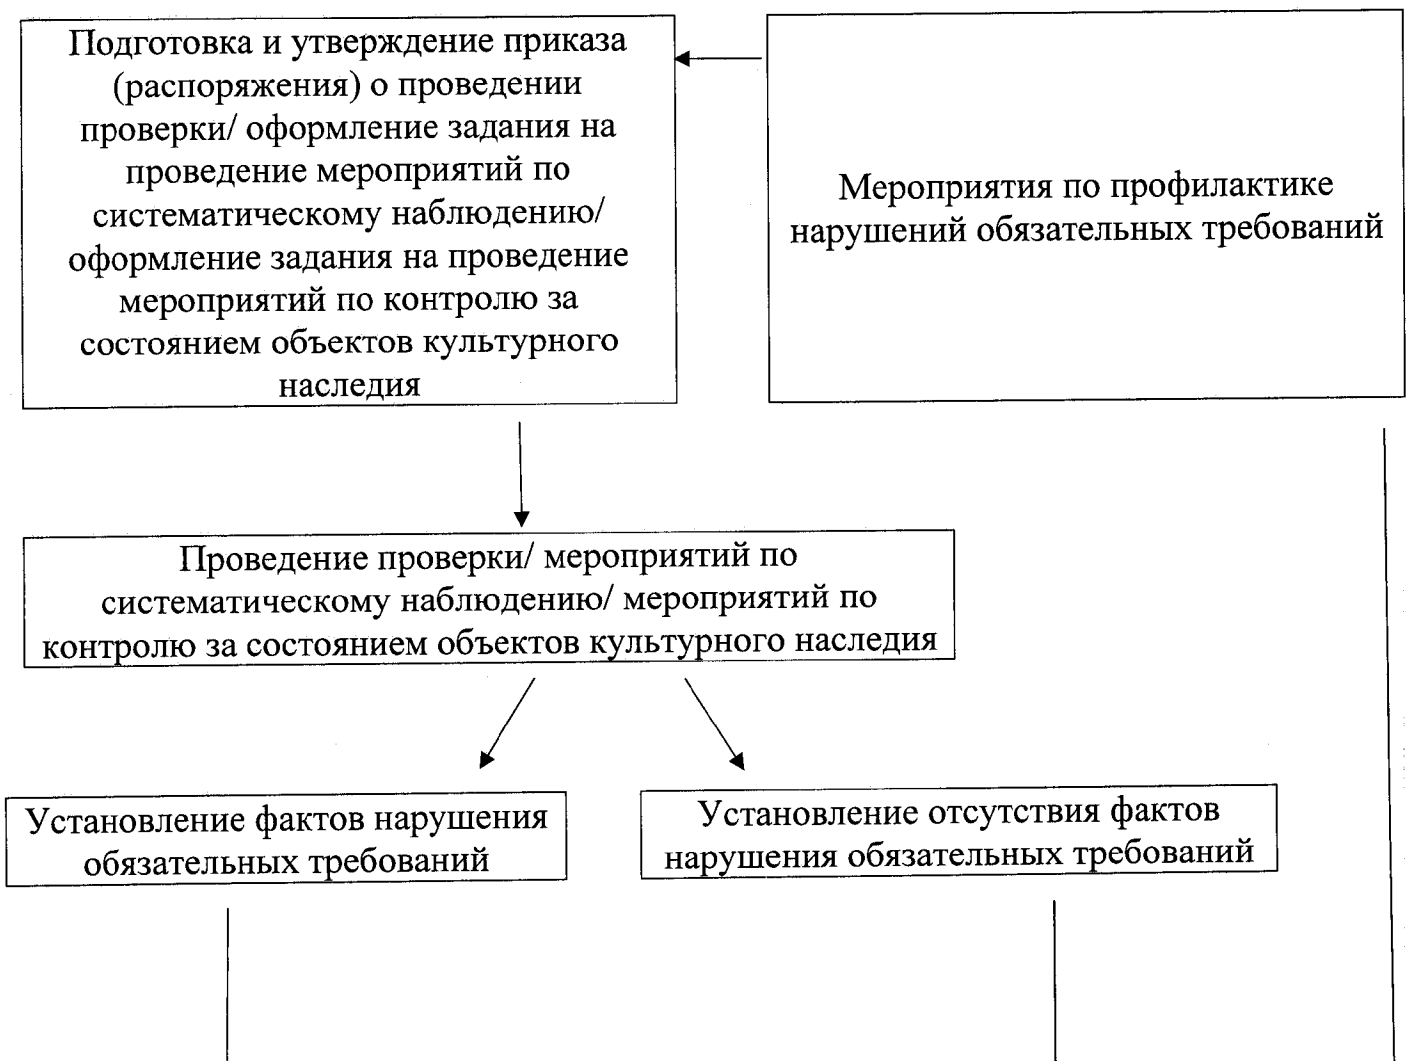 Подготовка и утверждение приказа
(распоряжения) о проведении
проверки/ оформление задания на
проведение мероприятий по
систематическому наблюдению/
оформление задания на проведение
мероприятий по контролю за
состоянием объектов культурного
наследия
Мероприятия по профилактике
нарушений обязательных требований
Проведение проверки/ мероприятий по
систематическому наблюдению/ мероприятий по
контролю за состоянием объектов культурного наследия
Установление фактов нарушения
обязательных требований
Установление отсутствия фактов
нарушения обязательных требований